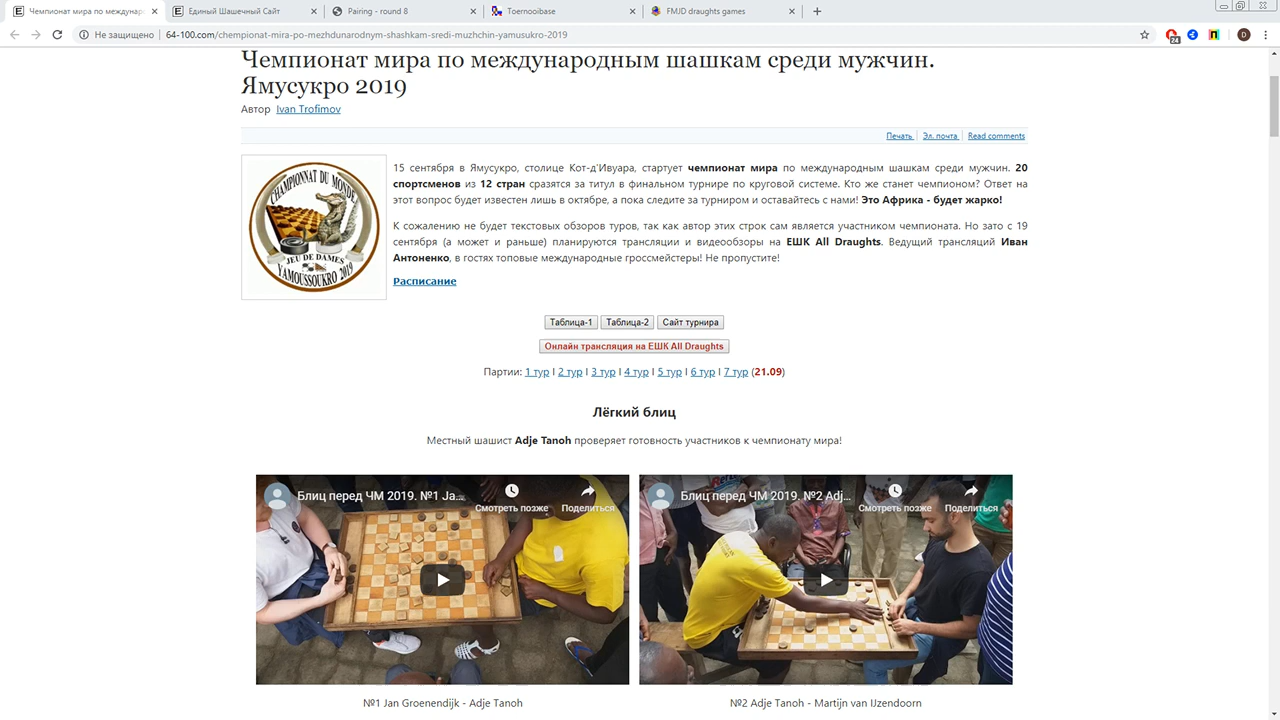 Чемпионат мира по междунар
Единый Шашечный Сайт
Pairing - round 8
Toernooibase
FMJD draughts games
Не защищено
64-100.com/chempionat-mira-po-mezhdunarodnym-shashkam-sredi-muzhchin-yamusukro-2019
24
D
Чемпионат мира по международным шашкам среди мужчин.
Ямусукро 2019
Автор Ivan Trofimov
Печать
Эл. почта
Read comments
CHAMPIONNAT DU MONDE
JEU DE DAMES
YAMOUSSOUKRO 2019
15 сентября в Ямусукро, столице Кот-д'Ивуара, стартует чемпионат мира по международным шашкам среди мужчин. 20
спортсменов из 12 стран сразятся за титул в финальном турнире по круговой системе. Кто же станет чемпионом? Ответ на
этот вопрос будет известен лишь в октябре, а пока следите за турниром и оставайтесь с нами! Это Африка - будет жарко!
К сожалению не будет текстовых обзоров туров, так как автор этих строк сам является участником чемпионата. Но зато с 19
сентября (а может и раньше) планируются трансляции и видеообзоры на ЕШК All Draughts. Ведущий трансляций Иван
Антоненко, в гостях топовые международные гроссмейстеры! Не пропустите!
Расписание
Таблица-1 Таблица-2 Сайт турнира
Онлайн трансляция на ЕШК All Draughts
Партии: 1 тур I 2 тур I 3 тур I 4 тур I 5 тур I 6 тур I 7 тур (21.09)
Лёгкий блиц
Местный шашист Adje Tanoh проверяет готовность участников к чемпионату мира!
Блиц перед ЧМ 2019. №1 Ja...
Смотреть позже
Поделиться
Блиц перед ЧМ 2019. №2 Adj...
Смотреть позже
Поделиться
№1 Jan Groenendijk - Adje Tanoh
№2 Adje Tanoh - Martijn van IJzendoorn